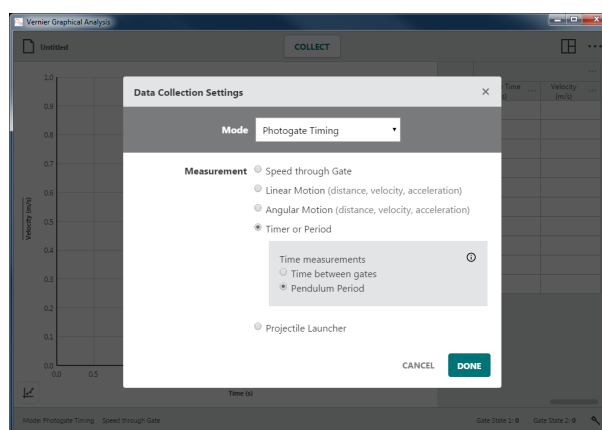 Vernier Graphical Analysis
Untitled
COLLECT
Data Collection Settings
Mode
Photogate Timing
Measurement
Speed through Gate
Linear Motion (distance, velocity, acceleration)
Angular Motion (distance, velocity, acceleration)
Timer or Period
Time measurements
Time between gates
Pendulum Period
Projectile Launcher
CANCEL
DONE
Time
Velocity
(m/s)
1.0
0.9
0.8
0.7
0.6
0.5
0.4
0.3
0.2
0.1
0.0
Velocity (m/s)
0.0
0.5
Time (s)
Mode: Photogate Timing Speed through Gate
Gate State 1: 0 Gate State 2: 0